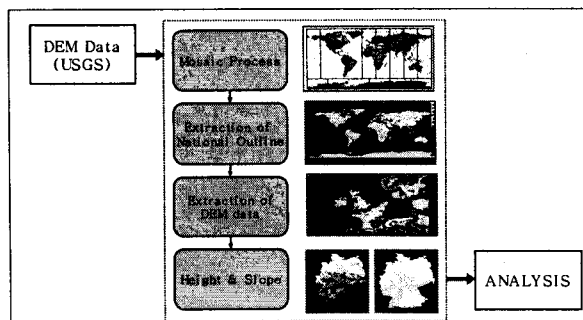 DEM Data
(USGS)
Mosaic Process
Extraction of
National Outline
Extraction of
DEM data
Height & Slope
ANALYSIS